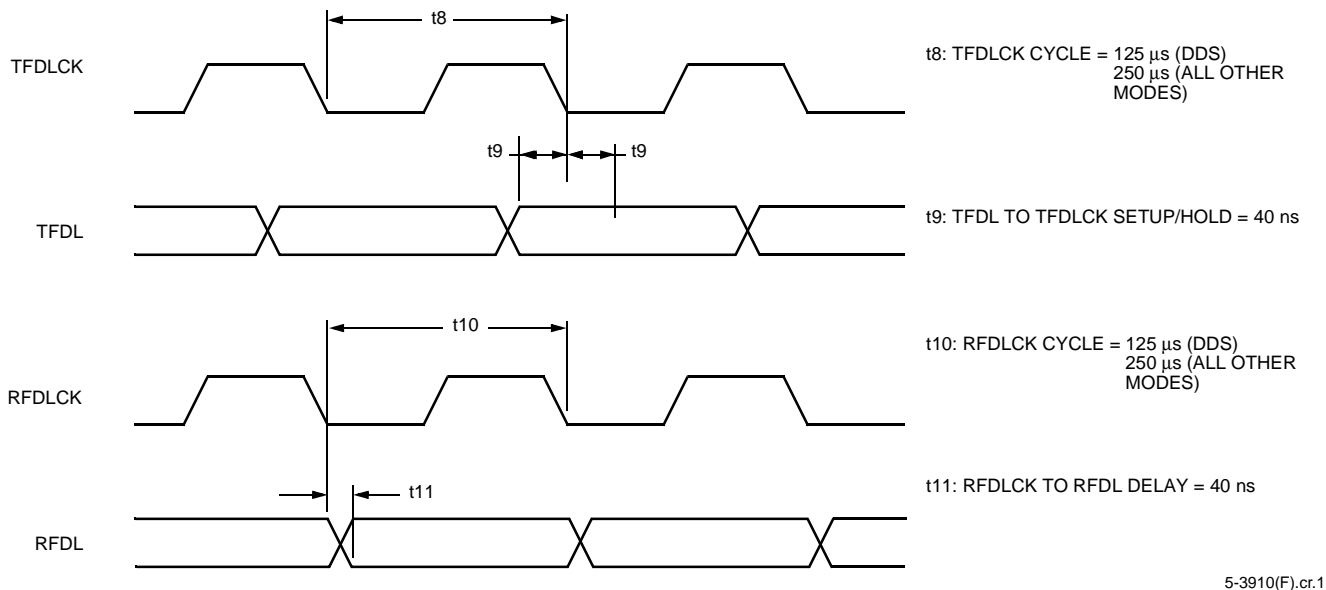 t8
TFDLCK
t8: TFDLCK CYCLE = 125 μs (DDS)
250 μs (ALL OTHER
MODES)
t9
t9
TFDL
t9: TFDL TO TFDLCK SETUP/HOLD = 40 ns
t10
t10: RFDLCK CYCLE = 125 μs (DDS)
250 μs (ALL OTHER
MODES)
RFDLCK
t11
t11: RFDLCK TO RFDL DELAY = 40 ns
RFDL
5-3910(F).cr.1